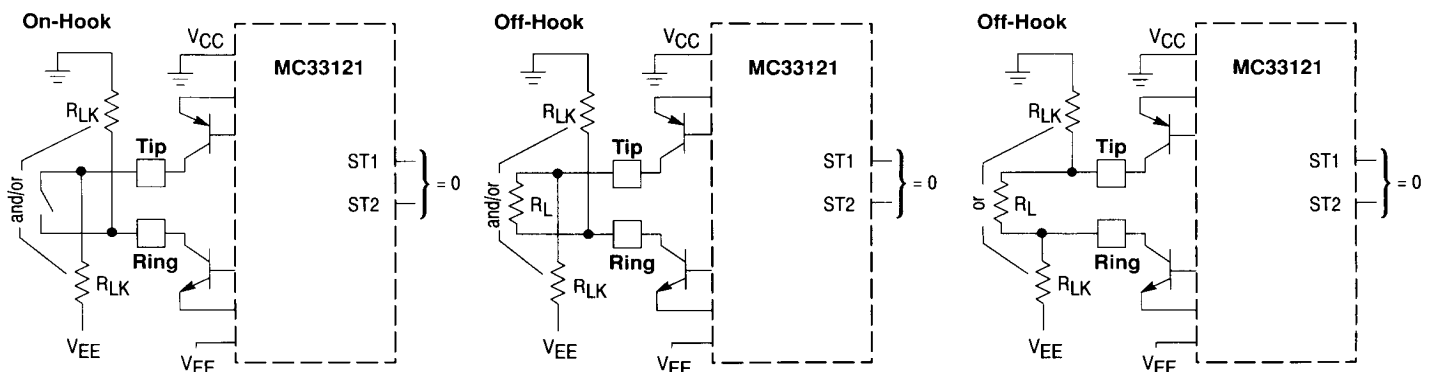 On-Hook
VCC
MC33121
RLK
Tip
ST1
and/or
= 0
ST2
Ring
RLK
VEE
VEE
Off-Hook
VCC
MC33121
RLK
Tip
ST1
and/or
RL
= 0
ST2
Ring
RLK
VEE
VEE
Off-Hook
VCC
MC33121
RLK
Tip
ST1
or
RL
= 0
ST2
Ring
RLK
VEE
VEE